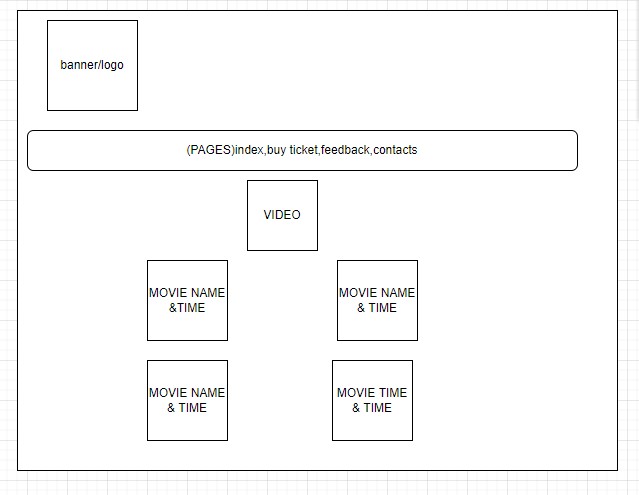 banner/logo
(PAGES)index,buy ticket,feedback,contacts
VIDEO
MOVIE NAME
&TIME
MOVIE NAME
& TIME
MOVIE NAME
& TIME
MOVIE TIME
& TIME